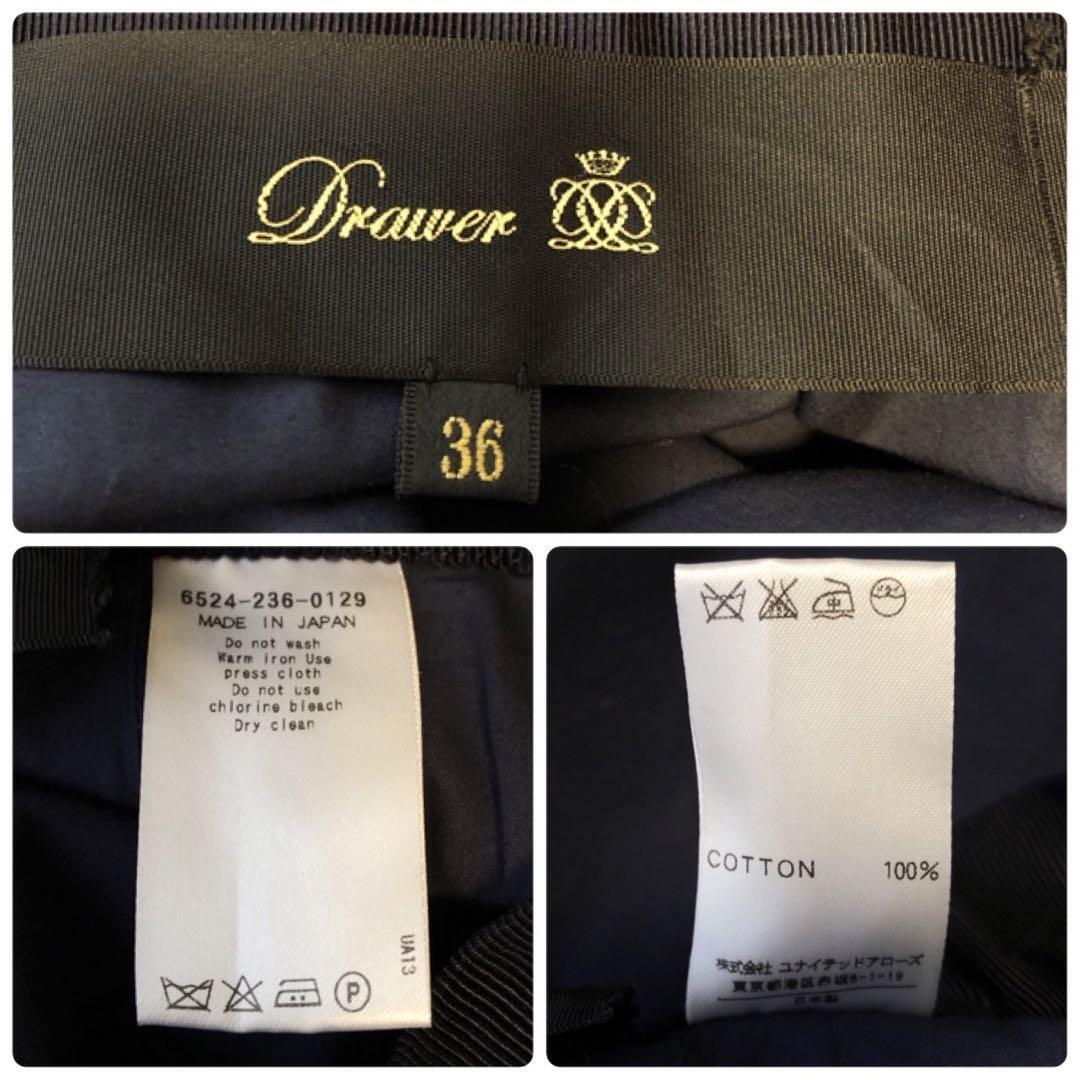 Drawer
36
6524-236-0129
MADE IN JAPAN
Do not wash
Warm iron Use
press cloth
Do not use
chlorine bleach
Dry clean
UA13
P
中
COTTON 100%
株式会社 ユナイテッドアローズ
東京都港区赤坂8-1-19
日本製